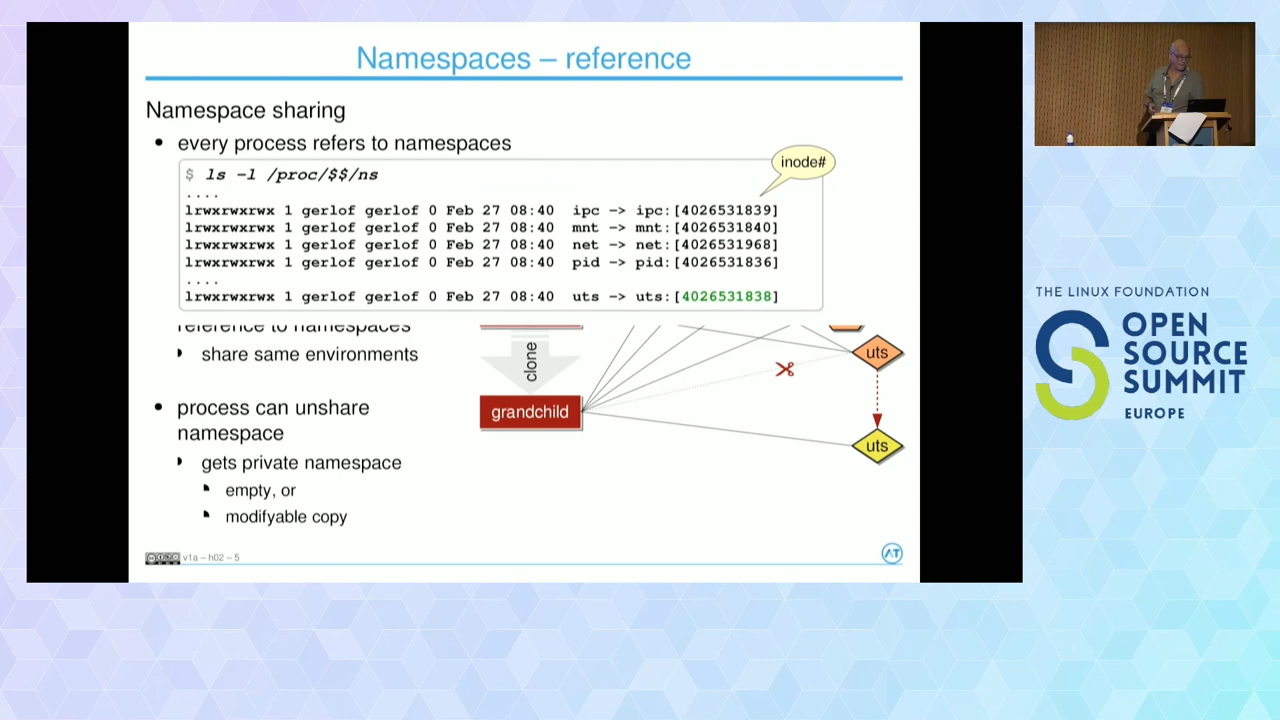 Namespaces – reference
Namespace sharing
• every process refers to namespaces
inode#
$ ls -l /proc/$$/ns
....
lrwxrwxrwx 1 gerlof gerlof 0 Feb 27 08:40 ipc -> ipc:[4026531839]
lrwxrwxrwx 1 gerlof gerlof 0 Feb 27 08:40 mnt -> mnt:[4026531840]
lrwxrwxrwx 1 gerlof gerlof 0 Feb 27 08:40 net -> net:[4026531968]
lrwxrwxrwx 1 gerlof gerlof 0 Feb 27 08:40 pid -> pid:[4026531836]
....
lrwxrwxrwx 1 gerlof gerlof 0 Feb 27 08:40 uts -> uts:[4026531838]
reference to namespaces
share same environments
• process can unshare
namespace
gets private namespace
empty, or
modifyable copy
clone
grandchild
uts
uts
v1a – h02 – 5
AT
THE LINUX FOUNDATION
OPEN
SOURCE
SUMMIT
EUROPE